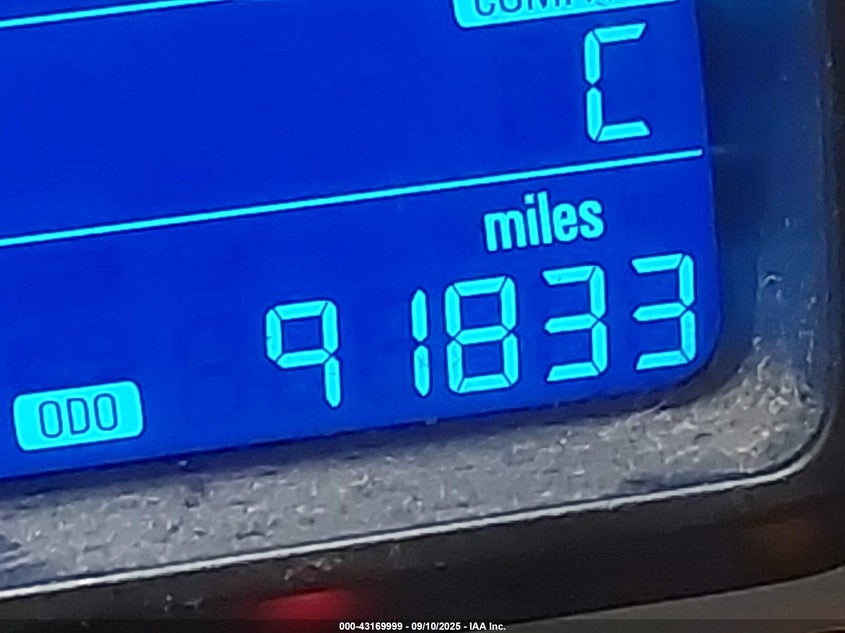 C
miles
ODO 91833
000-43169999 - 09/10/2025 - IAA Inc.